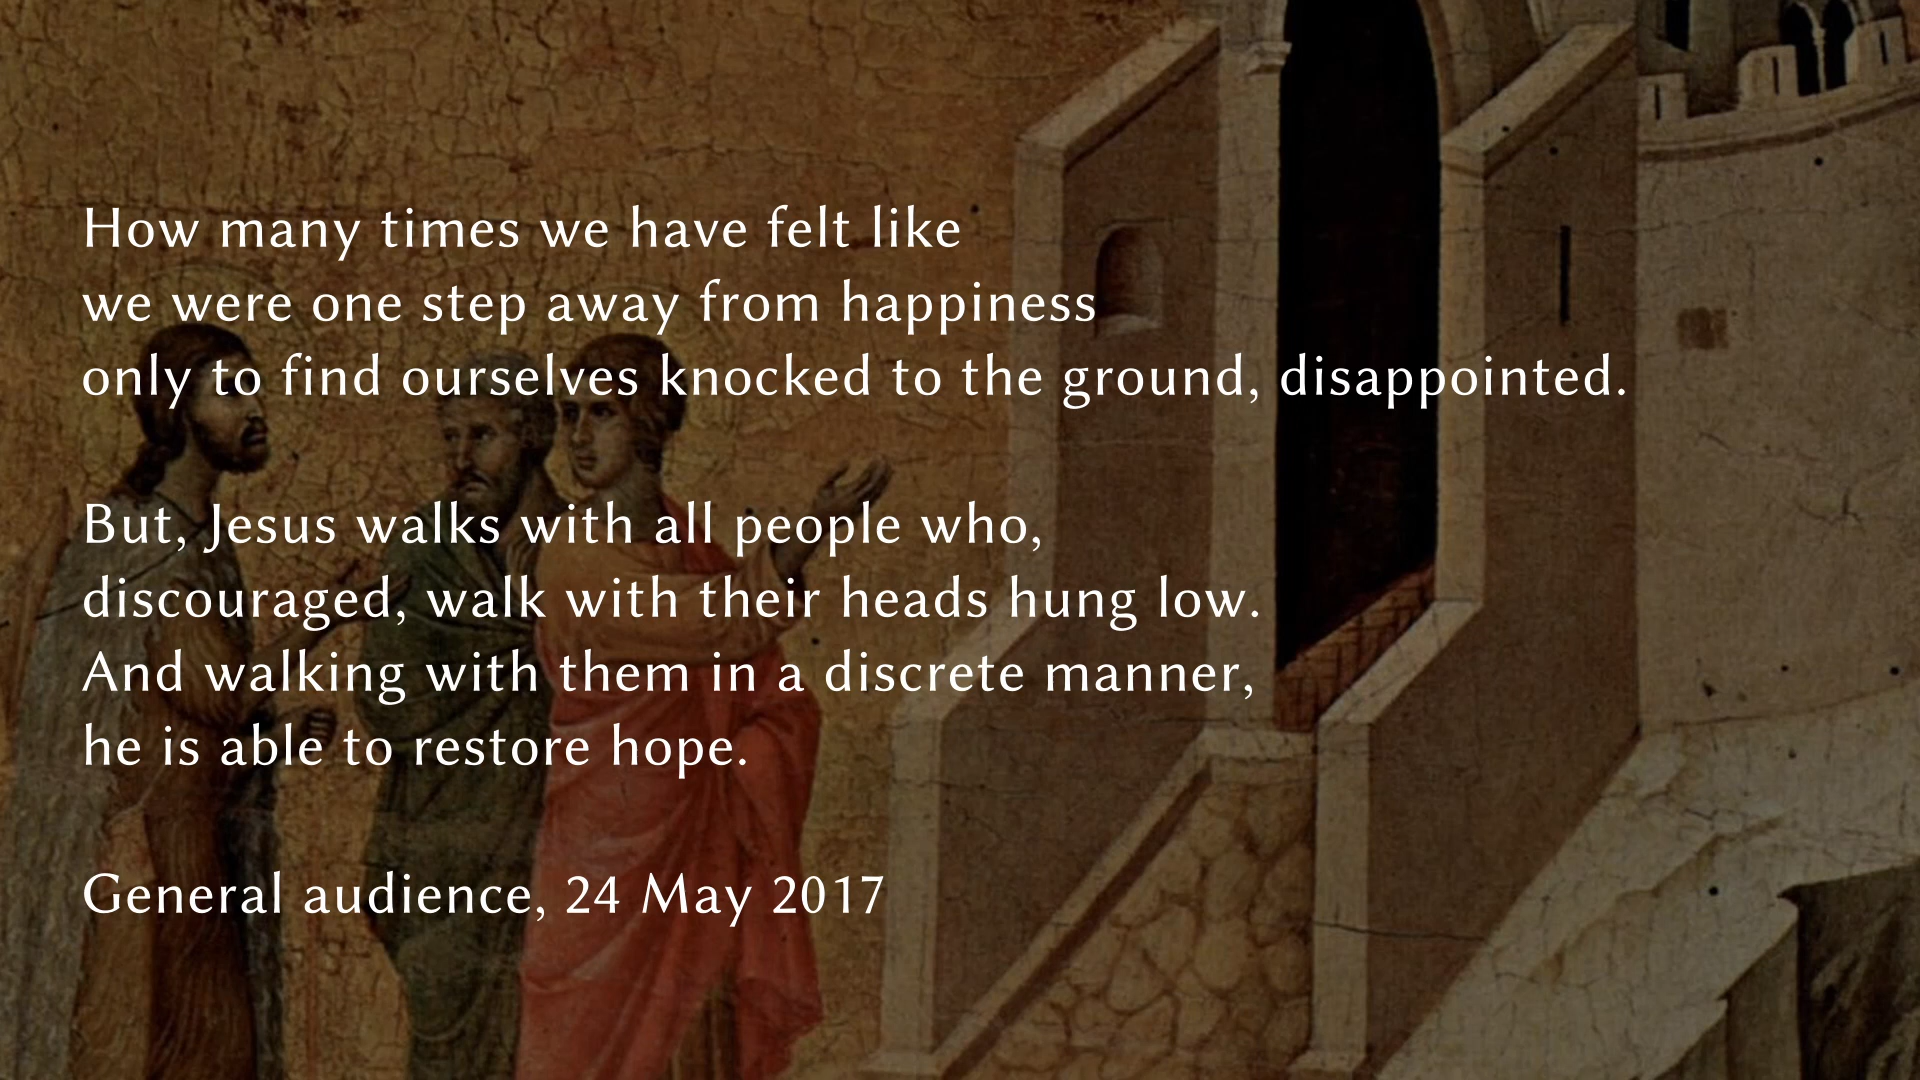 How many times we have felt like
we were one step away from happiness
only to find ourselves knocked to the ground, disappointed.
But, Jesus walks with all people who,
discouraged, walk with their heads hung low.
And walking with them in a discrete manner,
he is able to restore hope.
General audience, 24 May 2017